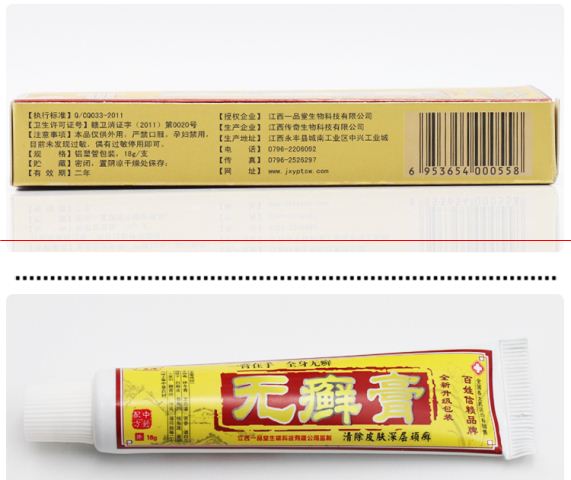 【执行标准】Q/CQ033-2011
【卫生许可证号】赣卫消证字（2011）第0020号
【注意事项】本品仅供外用，严禁口服，孕妇禁用，
目前未发现过敏，偶有过敏停用即可。
【规　　格】铝塑管包装，18g/支
【贮　　藏】密闭，置阴凉干燥处保存。
【有 效 期】二年
【授权企业】江西一品堂生物科技有限公司
【生产企业】江西传奇生物科技有限公司
【生产地址】江西永丰县城南工业区中兴工业城
【电　　话】0796-2206092
【传　　真】0796-2526297
【网　　址】www.jxyptcw.com
6 953654 000558
膏在手 全身无癣
无癣膏
全新升级包装
百姓信赖品牌
中药
配方
18g
江西一品堂生物科技有限公司监制
清除皮肤深层顽癣